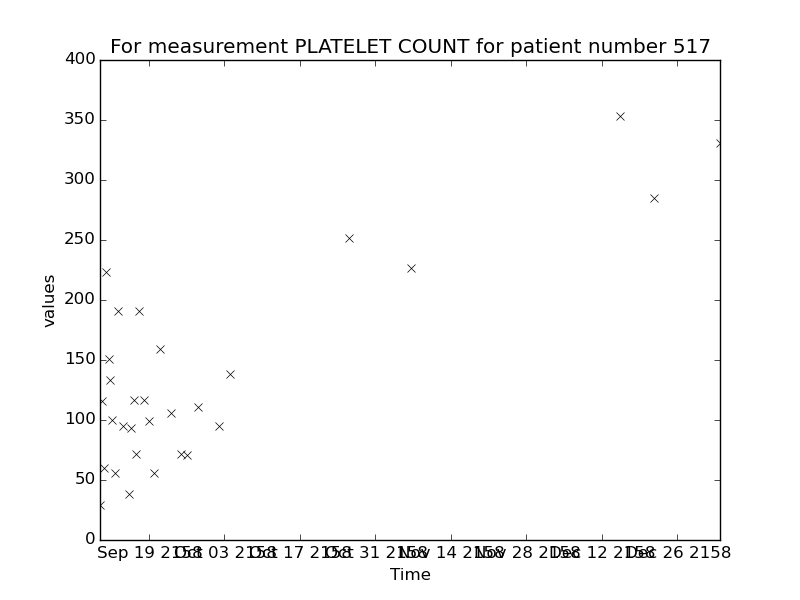 For measurement PLATELET COUNT for patient number 517
400
350
300
250
200
150
100
50
0
values
Sep 19 2158 Oct 03 2158 Oct 17 2158 Oct 31 2158 Nov 14 2158 Nov 28 2158 Dec 12 2158 Dec 26 2158
Time